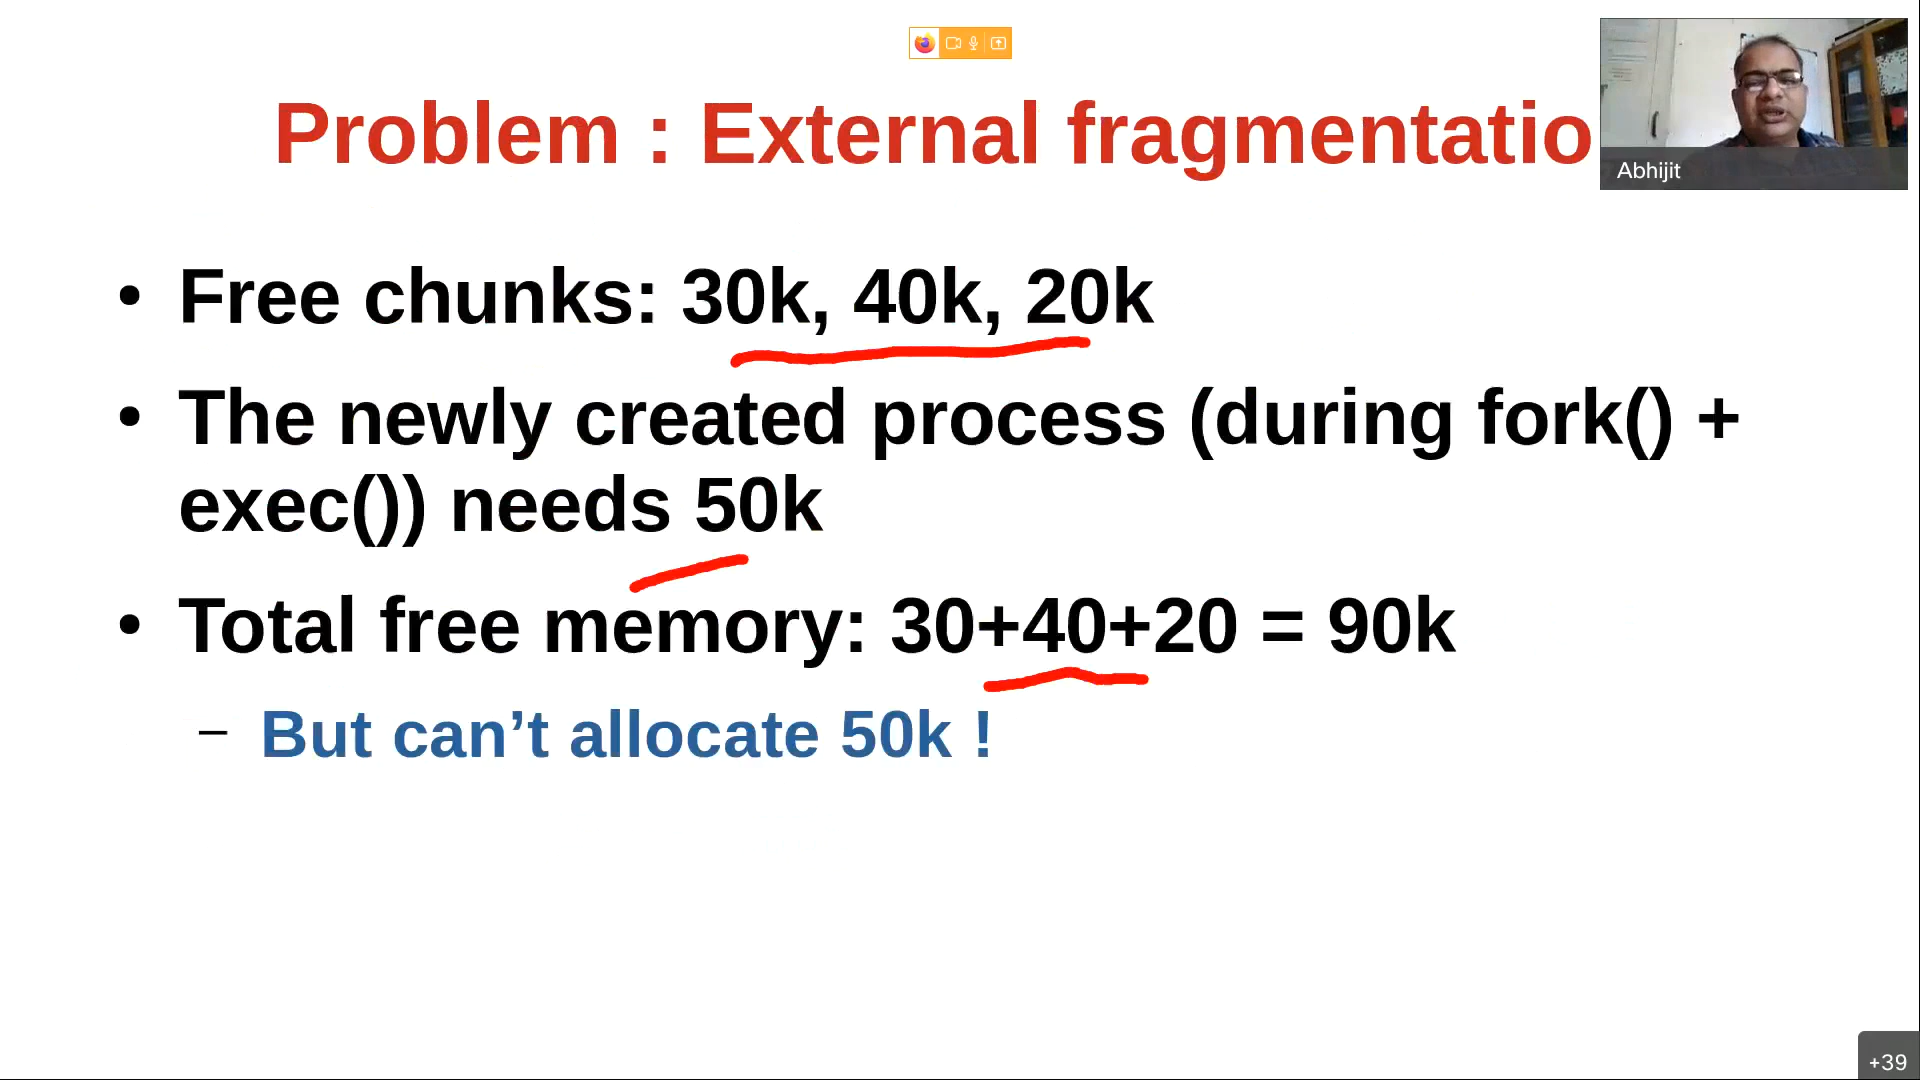 Problem : External fragmentatio
Abhijit
• Free chunks: 30k, 40k, 20k
• The newly created process (during fork() +
exec()) needs 50k
• Total free memory: 30+40+20 = 90k
– But can’t allocate 50k !
+39